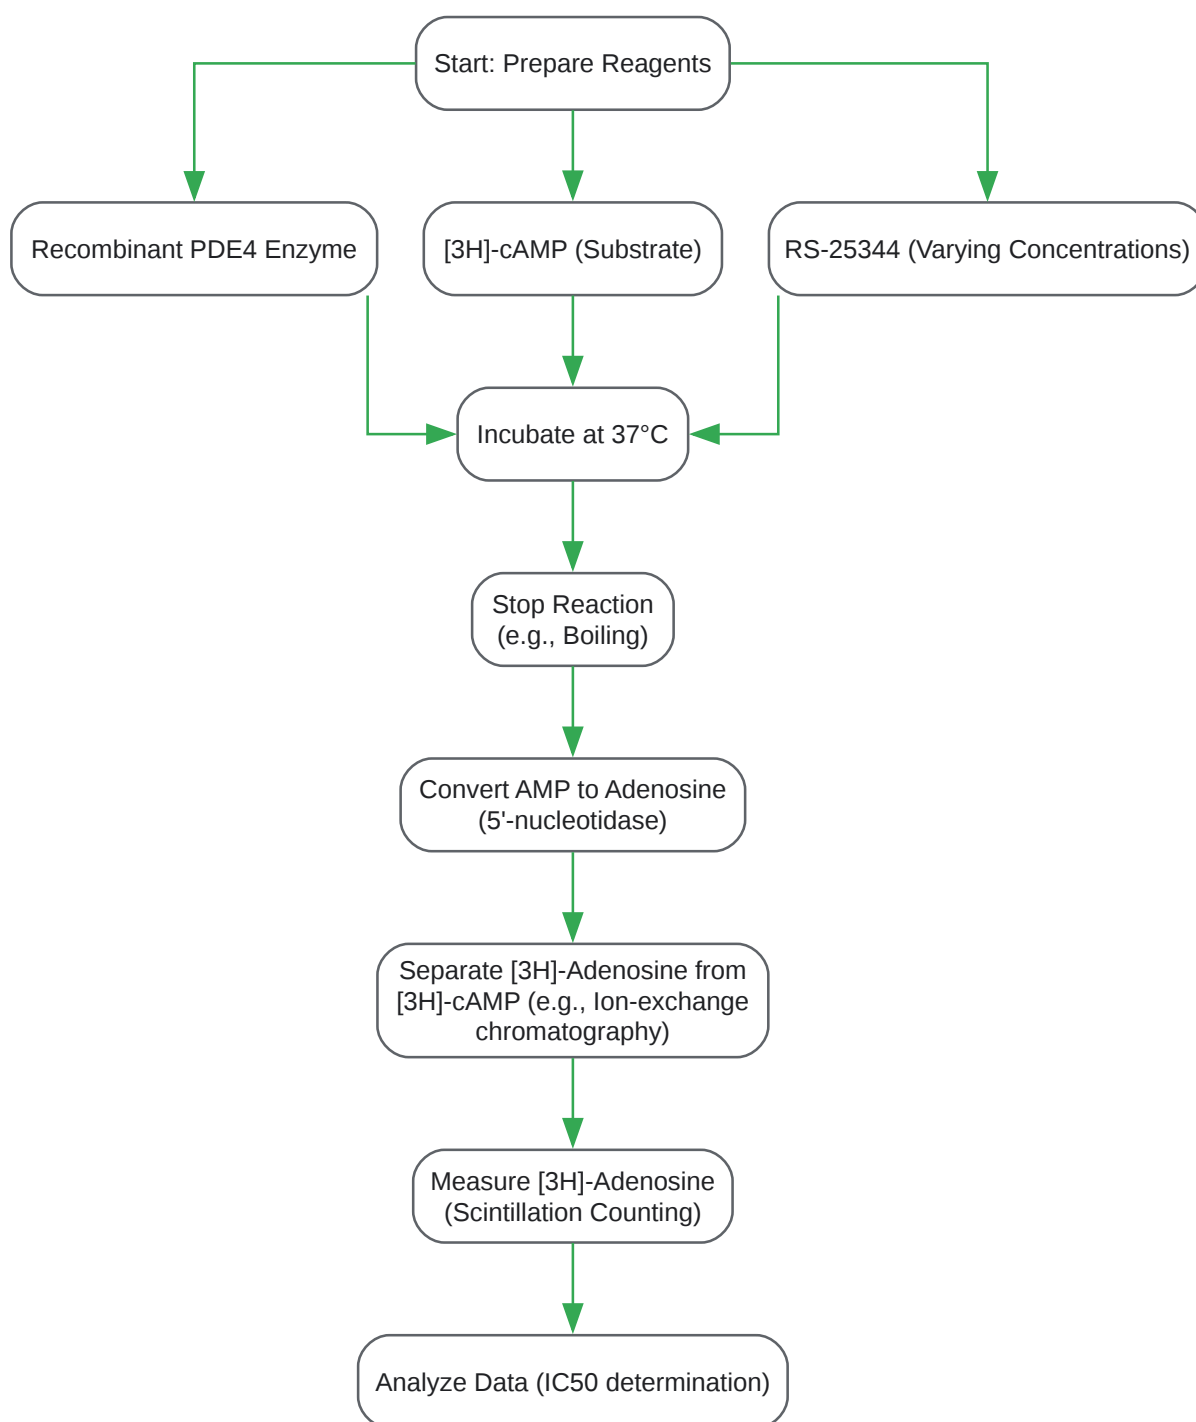 Start: Prepare Reagents
Recombinant PDE4 Enzyme
[3H]-cAMP (Substrate)
RS-25344 (Varying Concentrations)
Incubate at 37°C
Stop Reaction
(e.g., Boiling)
Convert AMP to Adenosine
(5'-nucleotidase)
Separate [3H]-Adenosine from
[3H]-cAMP (e.g., Ion-exchange
chromatography)
Measure [3H]-Adenosine
(Scintillation Counting)
Analyze Data (IC50 determination)